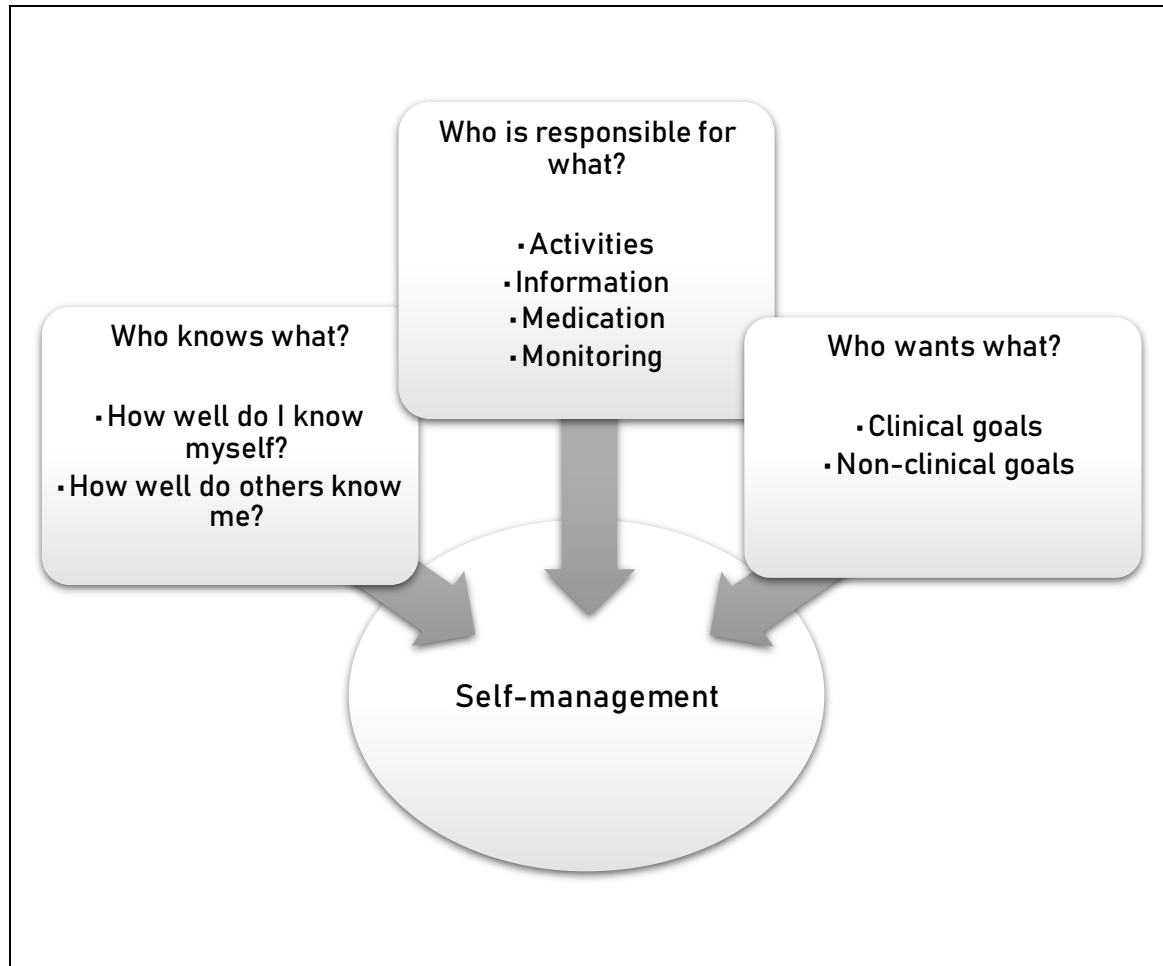 Who is responsible for
what?
▪ Activities
▪ Information
▪ Medication
▪ Monitoring
Who knows what?
▪ How well do I know
myself?
▪ How well do others know
me?
Who wants what?
▪ Clinical goals
▪ Non-clinical goals
Self-management